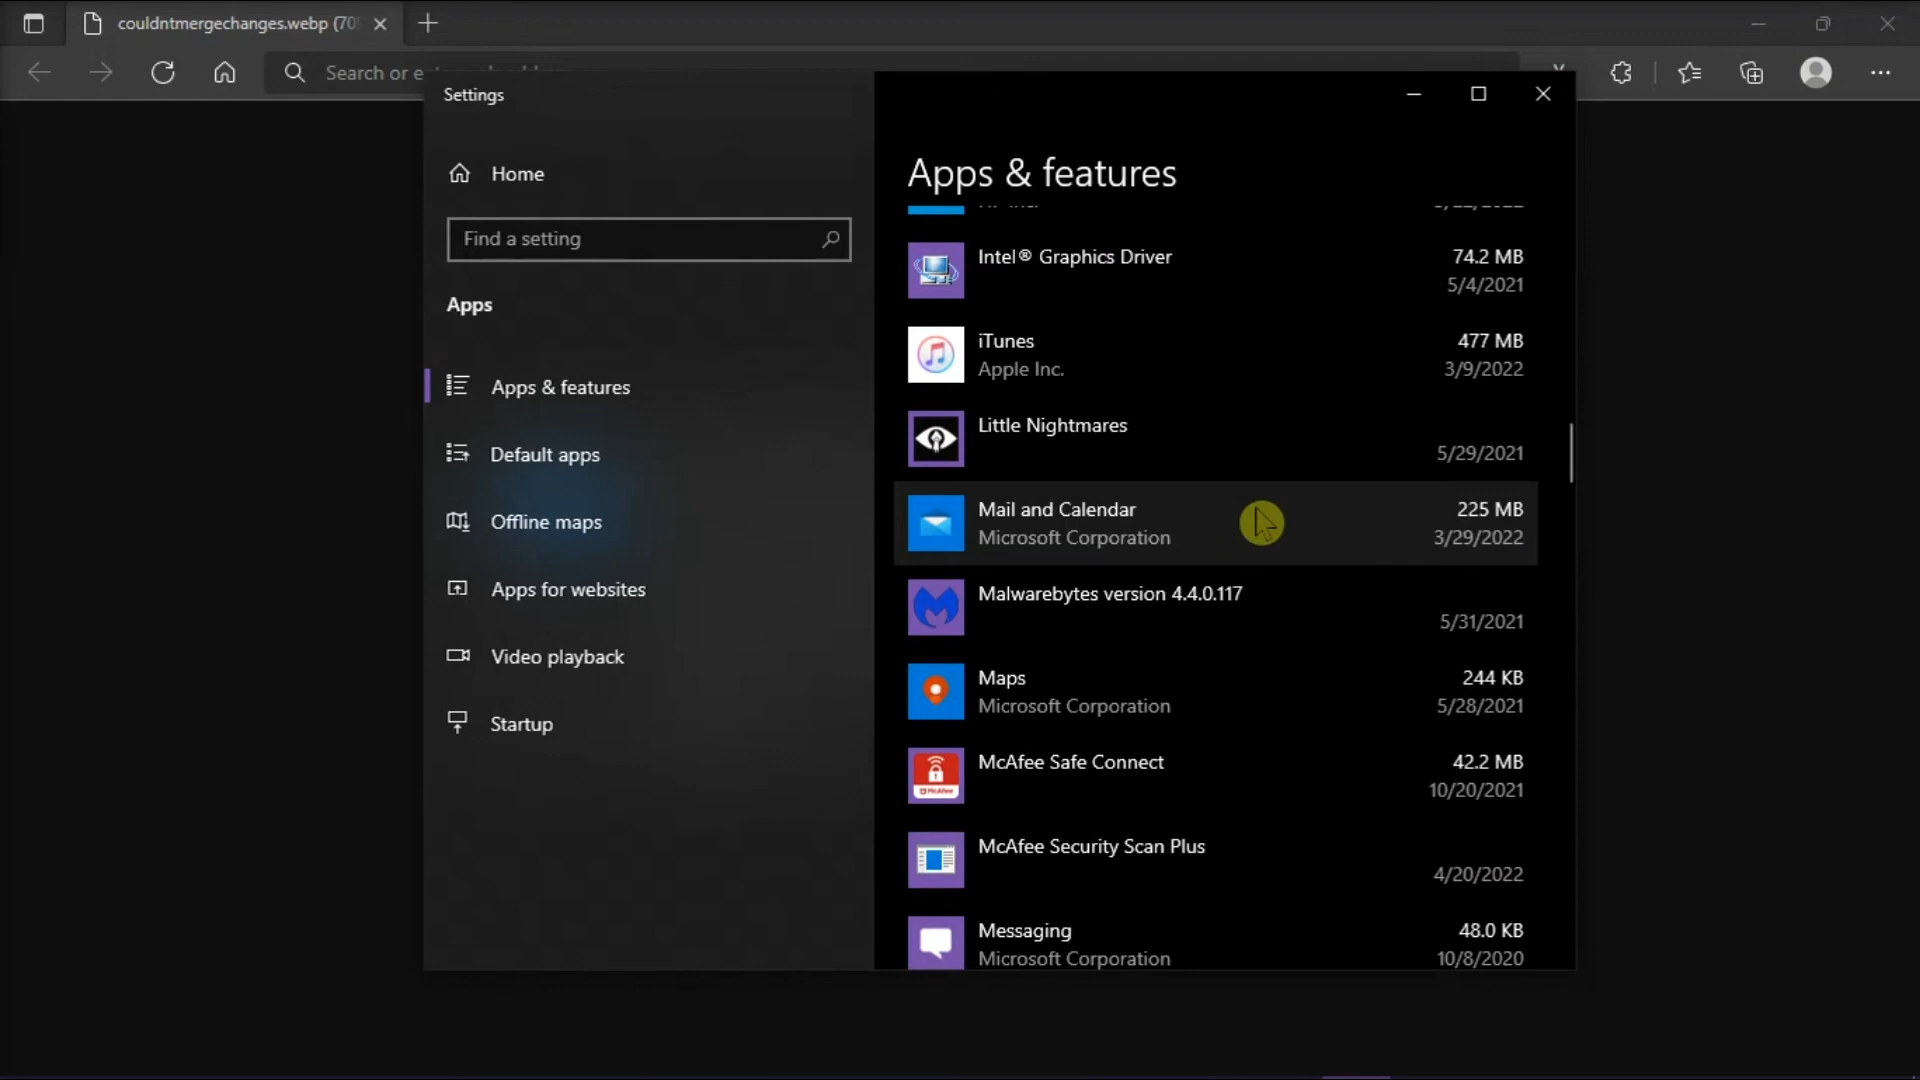 couldntmergechanges.webp (70
Search or e
Settings
Home
Find a setting
Apps
Apps & features
Default apps
Offline maps
Apps for websites
Video playback
Startup
Apps & features
Intel® Graphics Driver
74.2 MB
5/4/2021
iTunes
477 MB
Apple Inc.
3/9/2022
Little Nightmares
5/29/2021
Mail and Calendar
225 MB
Microsoft Corporation
3/29/2022
Malwarebytes version 4.4.0.117
5/31/2021
Maps
244 KB
Microsoft Corporation
5/28/2021
McAfee Safe Connect
42.2 MB
10/20/2021
McAfee Security Scan Plus
4/20/2022
Messaging
48.0 KB
Microsoft Corporation
10/8/2020